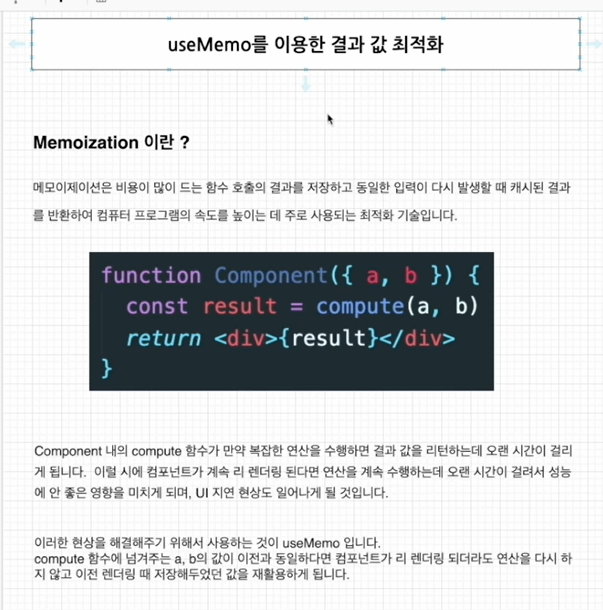 useMemo를 이용한 결과 값 최적화
Memoization 이란 ?
메모이제이션은 비용이 많이 드는 함수 호출의 결과를 저장하고 동일한 입력이 다시 발생할 때 캐시된 결과
를 반환하여 컴퓨터 프로그램의 속도를 높이는 데 주로 사용되는 최적화 기술입니다.
function Component({ a, b }) {
  const result = compute(a, b)
  return <div>{result}</div>
}
Component 내의 compute 함수가 만약 복잡한 연산을 수행하면 결과 값을 리턴하는데 오랜 시간이 걸리
게 됩니다. 이럴 시에 컴포넌트가 계속 리 렌더링 된다면 연산을 계속 수행하는데 오랜 시간이 걸려서 성능
에 안 좋은 영향을 미치게 되며, UI 지연 현상도 일어나게 될 것입니다.
이러한 현상을 해결해주기 위해서 사용하는 것이 useMemo 입니다.
compute 함수에 넘겨주는 a, b의 값이 이전과 동일하다면 컴포넌트가 리 렌더링 되더라도 연산을 다시 하
지 않고 이전 렌더링 때 저장해두었던 값을 재활용하게 됩니다.